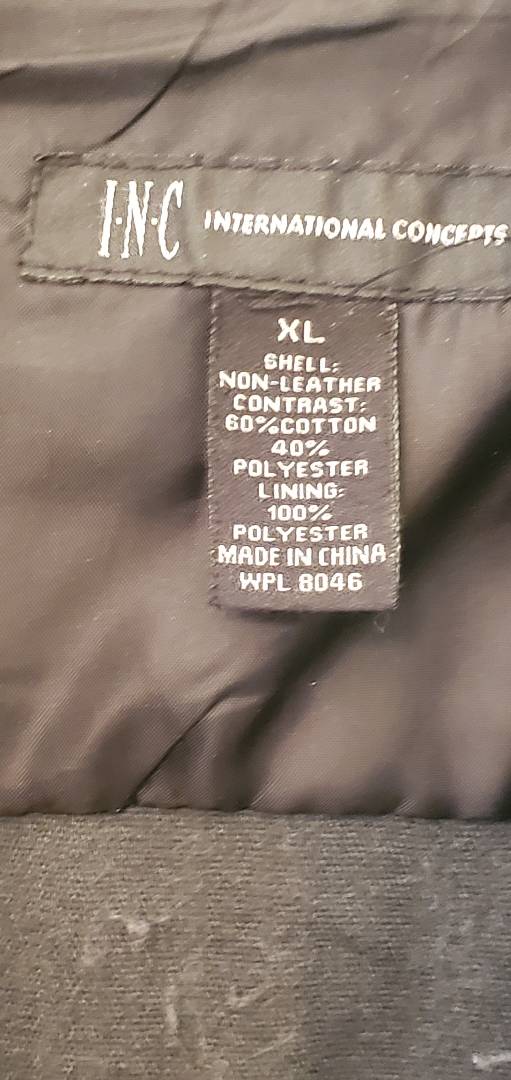 I·N·C INTERNATIONAL CONCEPTS
XL
SHELL:
NON-LEATHER
CONTRAST:
60%COTTON
40%
POLYESTER
LINING:
100%
POLYESTER
MADE IN CHINA
WPL 8046